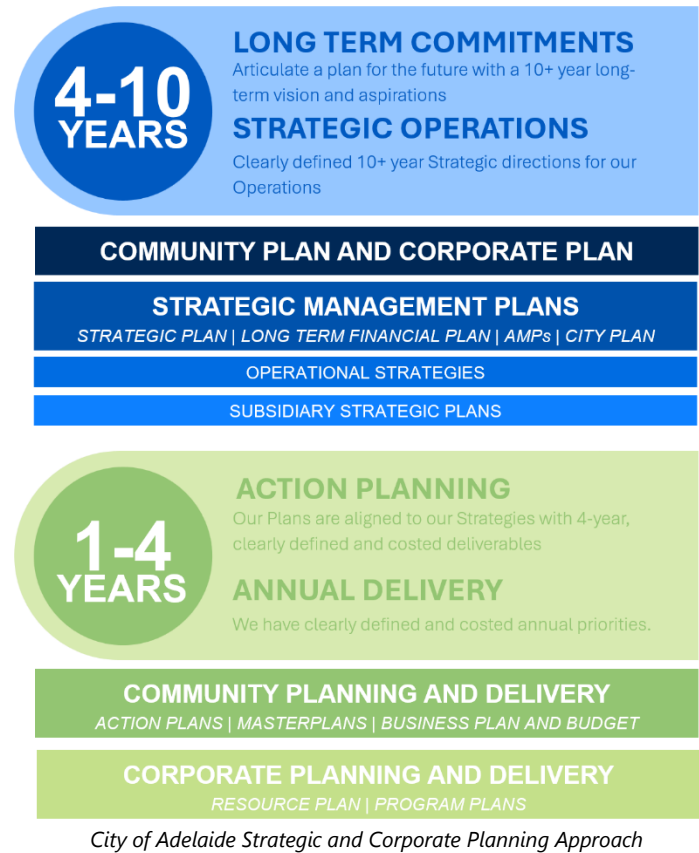 4-10
YEARS
LONG TERM COMMITMENTS
Articulate a plan for the future with a 10+ year long-
term vision and aspirations
STRATEGIC OPERATIONS
Clearly defined 10+ year Strategic directions for our
Operations
COMMUNITY PLAN AND CORPORATE PLAN
STRATEGIC MANAGEMENT PLANS
STRATEGIC PLAN | LONG TERM FINANCIAL PLAN | AMPs | CITY PLAN
OPERATIONAL STRATEGIES
SUBSIDIARY STRATEGIC PLANS
1-4
YEARS
ACTION PLANNING
Our Plans are aligned to our Strategies with 4-year,
clearly defined and costed deliverables
ANNUAL DELIVERY
We have clearly defined and costed annual priorities.
COMMUNITY PLANNING AND DELIVERY
ACTION PLANS | MASTERPLANS | BUSINESS PLAN AND BUDGET
CORPORATE PLANNING AND DELIVERY
RESOURCE PLAN | PROGRAM PLANS
City of Adelaide Strategic and Corporate Planning Approach